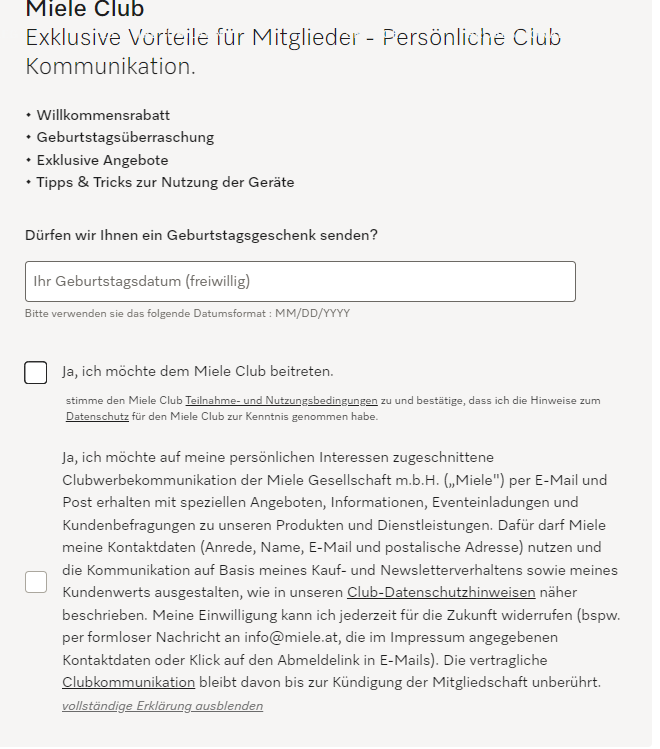 Miele Club
Exklusive Vorteile für Mitglieder - Persönliche Club
Kommunikation.
• Willkommensrabatt
• Geburtstagsüberraschung
• Exklusive Angebote
• Tipps & Tricks zur Nutzung der Geräte
Dürfen wir Ihnen ein Geburtstagsgeschenk senden?
Ihr Geburtstagsdatum (freiwillig)
Bitte verwenden sie das folgende Datumsformat : MM/DD/YYYY
Ja, ich möchte dem Miele Club beitreten.
stimme den Miele Club Teilnahme- und Nutzungsbedingungen zu und bestätige, dass ich die Hinweise zum
Datenschutz für den Miele Club zur Kenntnis genommen habe.
Ja, ich möchte auf meine persönlichen Interessen zugeschnittene
Clubwerbekommunikation der Miele Gesellschaft m.b.H. („Miele") per E-Mail und
Post erhalten mit speziellen Angeboten, Informationen, Eventeinladungen und
Kundenbefragungen zu unseren Produkten und Dienstleistungen. Dafür darf Miele
meine Kontaktdaten (Anrede, Name, E-Mail und postalische Adresse) nutzen und
die Kommunikation auf Basis meines Kauf- und Newsletterverhaltens sowie meines
Kundenwerts ausgestalten, wie in unseren Club-Datenschutzhinweisen näher
beschrieben. Meine Einwilligung kann ich jederzeit für die Zukunft widerrufen (bspw.
per formloser Nachricht an info@miele.at, die im Impressum angegebenen
Kontaktdaten oder Klick auf den Abmeldelink in E-Mails). Die vertragliche
Clubkommunikation bleibt davon bis zur Kündigung der Mitgliedschaft unberührt.
vollständige Erklärung ausblenden